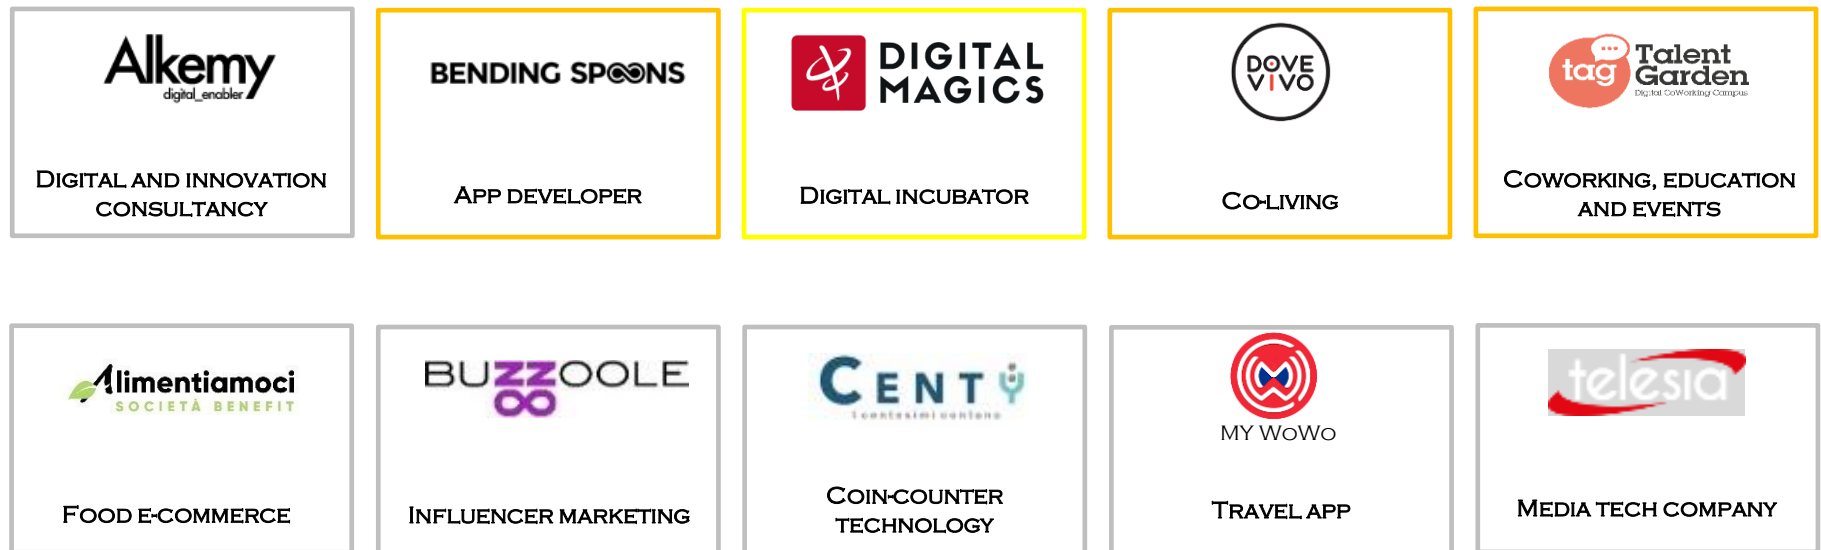 Alkemy
digital_enabler
DIGITAL AND INNOVATION
CONSULTANCY
BENDING SPOONS
APP DEVELOPER
DIGITAL
MAGICS
DIGITAL INCUBATOR
DOVE
VIVO
CO-LIVING
tag
Talent
Garden
Digital CoWorking Campus
COWORKING, EDUCATION
AND EVENTS
Alimentiamoci
SOCIETÀ BENEFIT
FOOD E-COMMERCE
BUZZOOLE
INFLUENCER MARKETING
CENTY
I centesimi contano
COIN-COUNTER
TECHNOLOGY
MY WOWO
TRAVEL APP
telesia
MEDIA TECH COMPANY